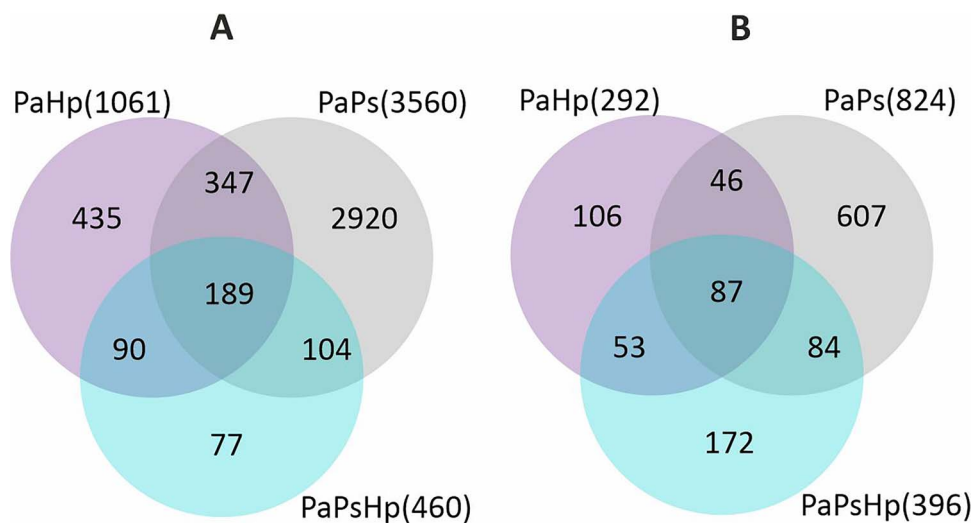 A
PaHp(1061)
PaPs(3560)
347
435
2920
189
90
104
77
PaPsHp(460)
B
PaHp(292)
PaPs(824)
46
106
607
87
53
84
172
PaPsHp(396)